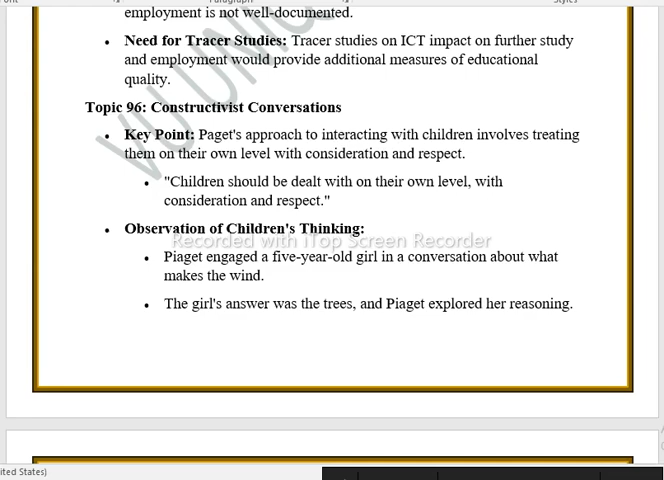 Paragraph
Styles
employment is not well-documented.
• Need for Tracer Studies: Tracer studies on ICT impact on further study
and employment would provide additional measures of educational
quality.
Topic 96: Constructivist Conversations
• Key Point: Paget's approach to interacting with children involves treating
them on their own level with consideration and respect.
• "Children should be dealt with on their own level, with
consideration and respect."
• Observation of Children's Thinking:
Recorded with iTop Screen Recorder
• Piaget engaged a five-year-old girl in a conversation about what
makes the wind.
• The girl's answer was the trees, and Piaget explored her reasoning.
VU
ited States)